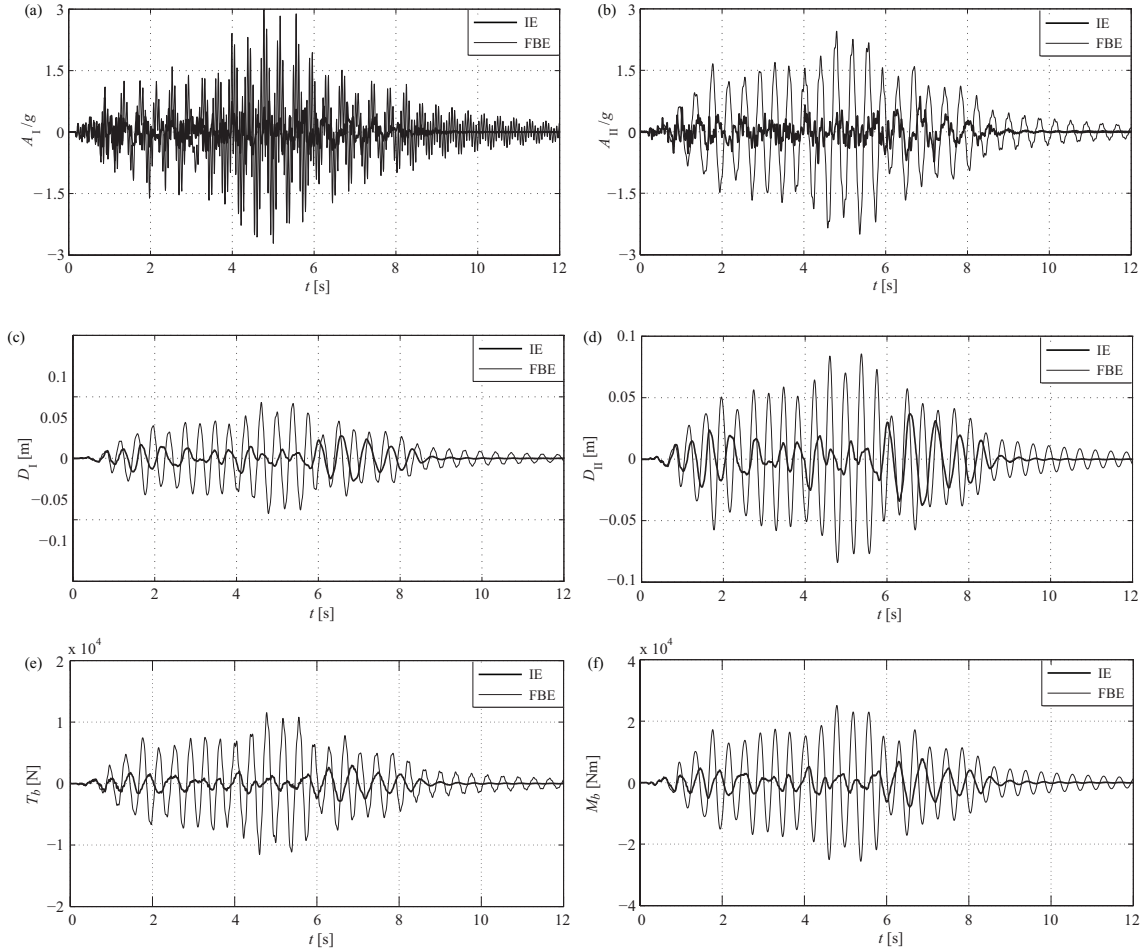 (a)
IE
FBE
A_I/g
3
1.5
0
−1.5
−3
0 2 4 6 8 10 12
t [s]
(b)
IE
FBE
A_II/g
3
1.5
0
−1.5
−3
0 2 4 6 8 10 12
t [s]
(c)
IE
FBE
D_I [m]
0.1
0.05
0
−0.05
−0.1
0 2 4 6 8 10 12
t [s]
(d)
IE
FBE
D_II [m]
0.1
0.05
0
−0.05
−0.1
0 2 4 6 8 10 12
t [s]
(e)
x 10^4
IE
FBE
T_b [N]
2
1
0
−1
−2
0 2 4 6 8 10 12
t [s]
(f)
x 10^4
IE
FBE
M_b [Nm]
40
20
0
−2
−4
0 2 4 6 8 10 12
t [s]